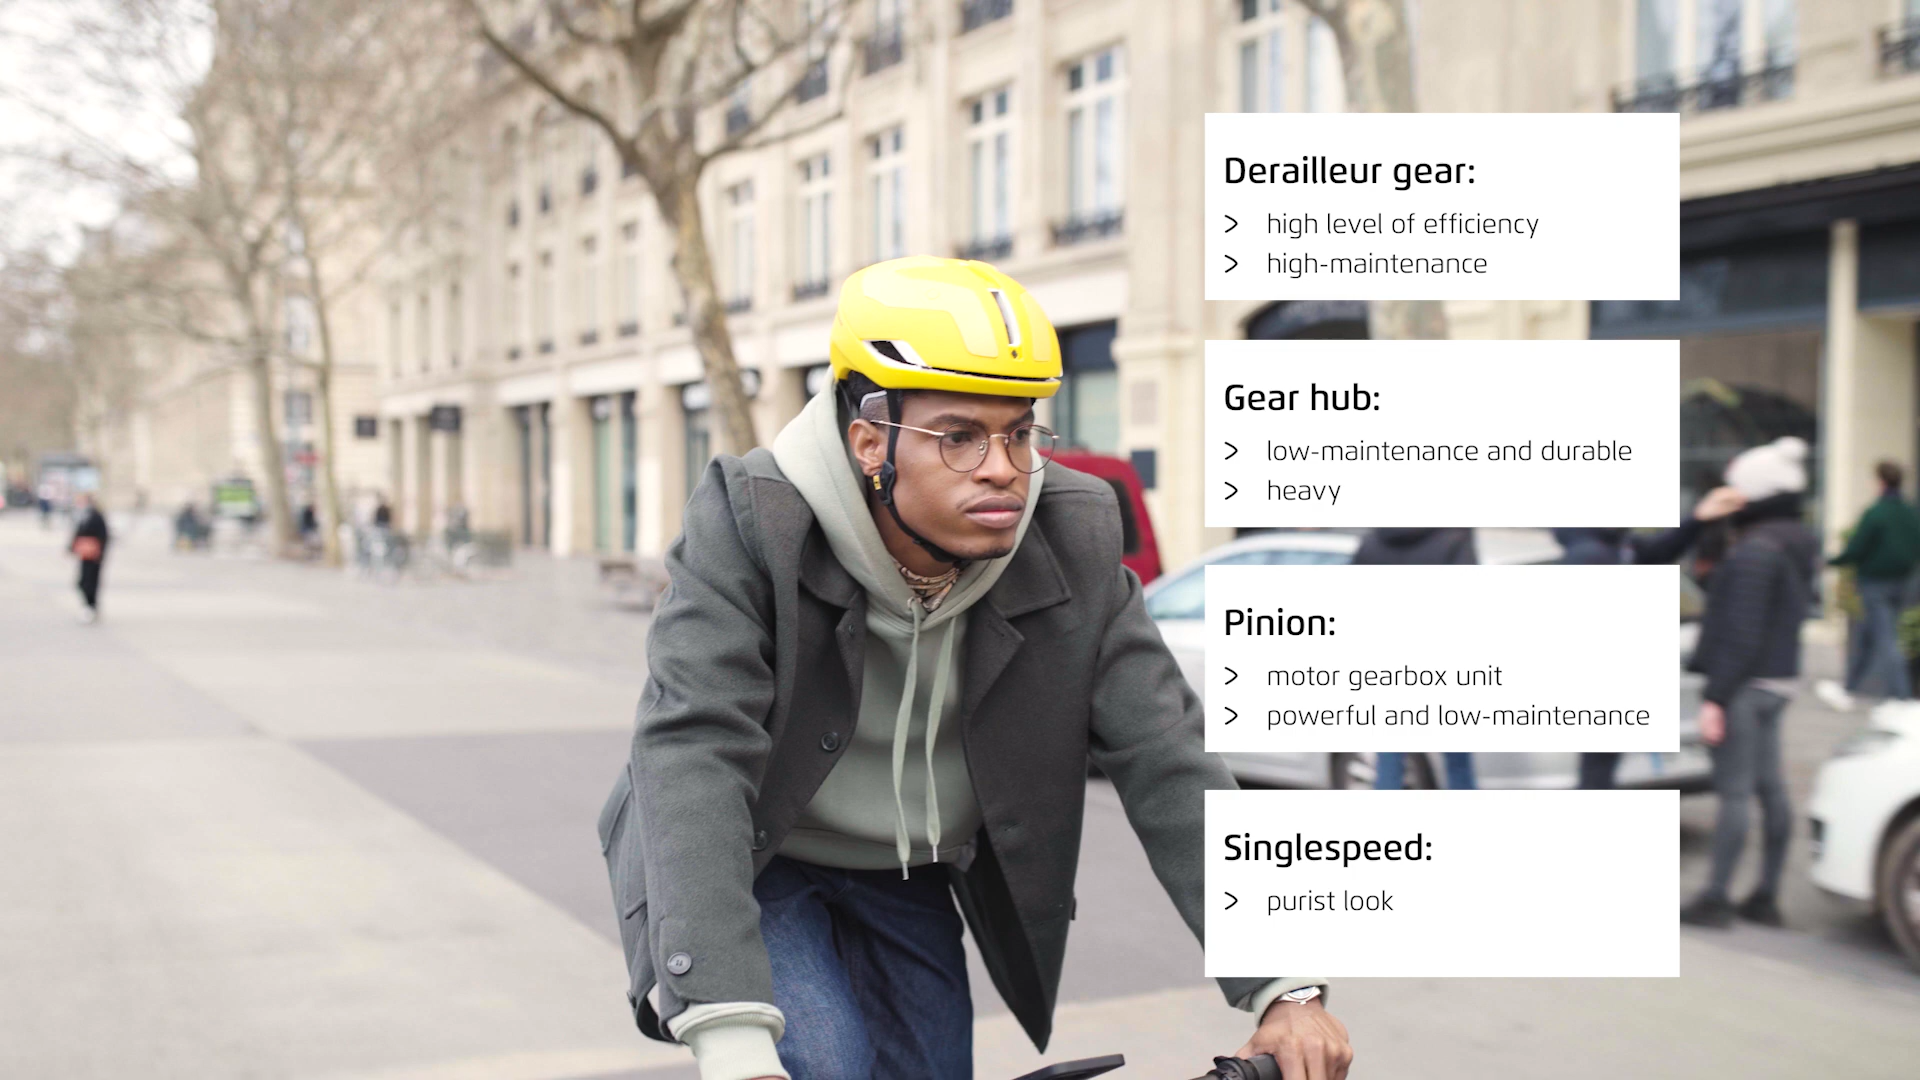 Derailleur gear:
> high level of efficiency
> high-maintenance
Gear hub:
> low-maintenance and durable
> heavy
Pinion:
> motor gearbox unit
> powerful and low-maintenance
Singlespeed:
> purist look